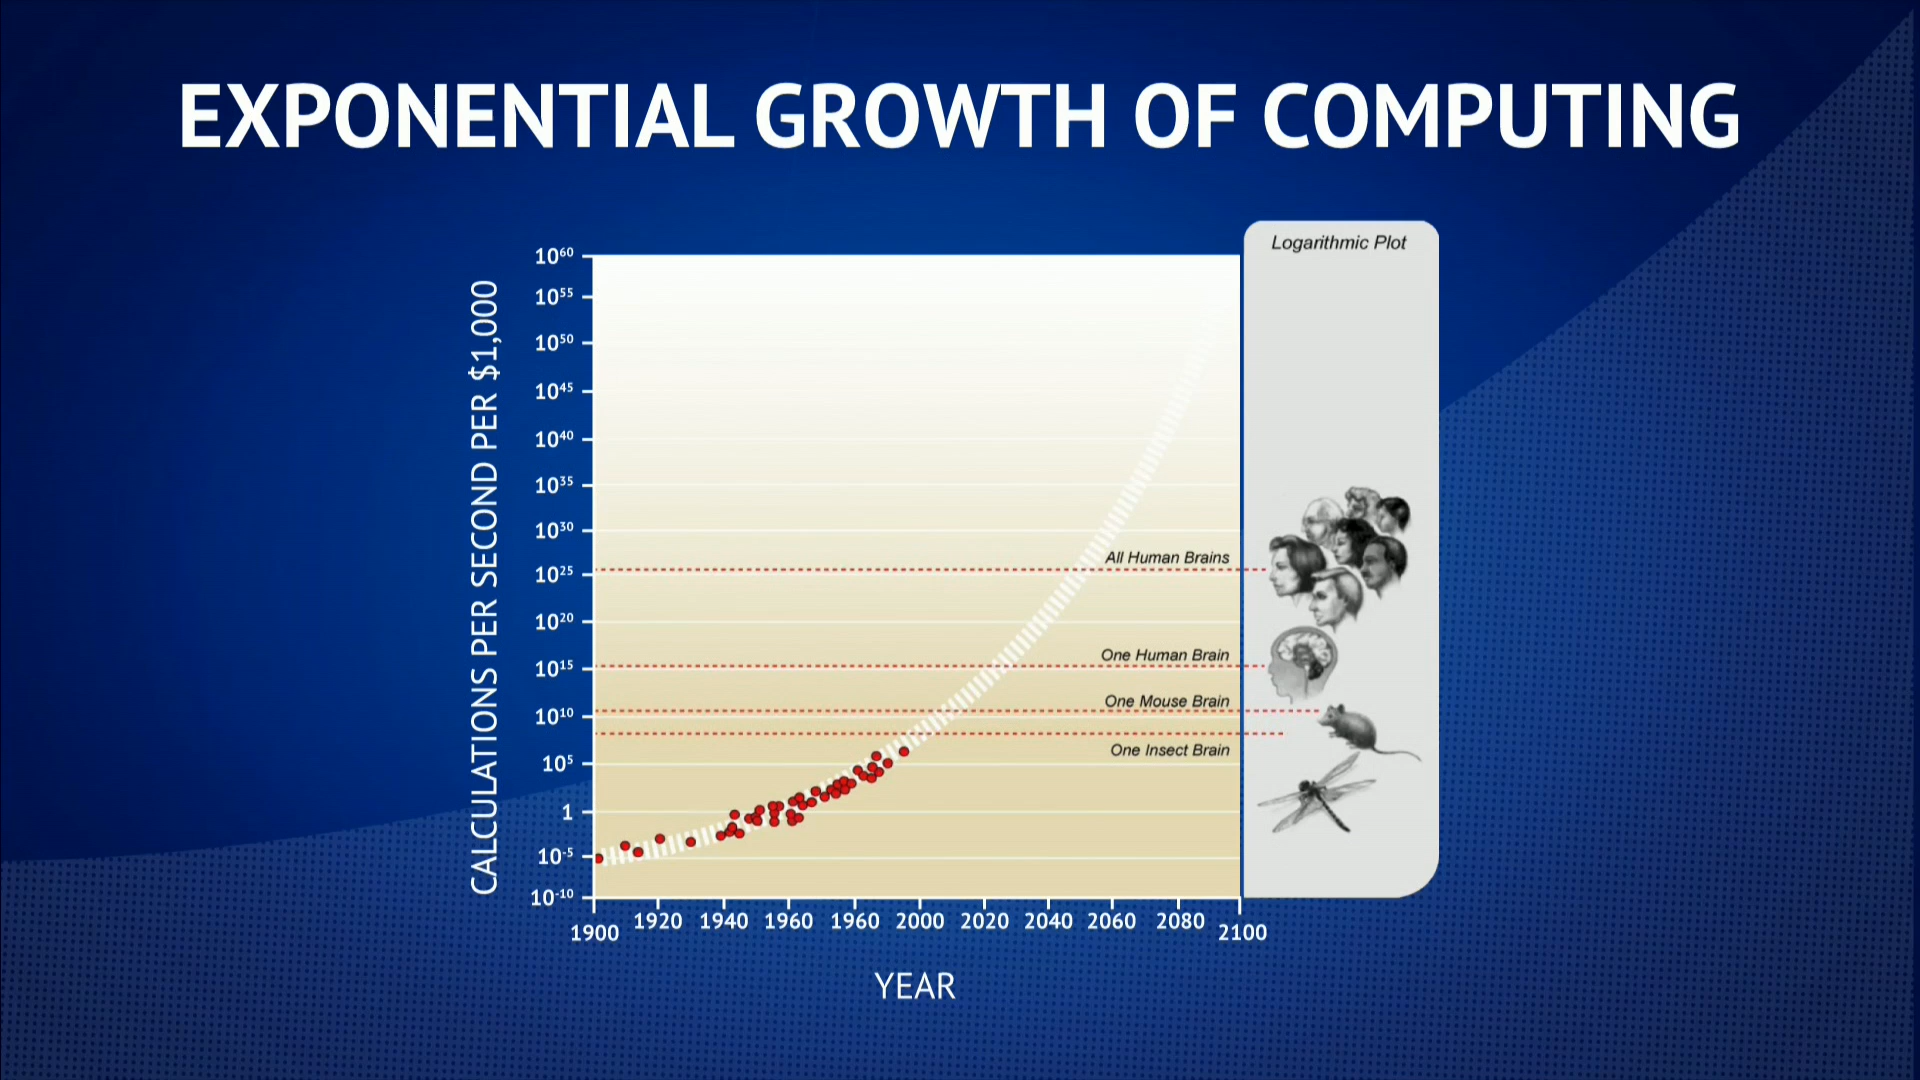 EXPONENTIAL GROWTH OF COMPUTING
Logarithmic Plot
CALCULATIONS PER SECOND PER $1,000
10⁶⁰
10⁵⁵
10⁵⁰
10⁴⁵
10⁴⁰
10³⁵
10³⁰
All Human Brains
10²⁵
10²⁰
One Human Brain
10¹⁵
One Mouse Brain
10¹⁰
One Insect Brain
10⁵
1
10⁻⁵
10⁻¹⁰
1900 1920 1940 1960 1960 2000 2020 2040 2060 2080 2100
YEAR